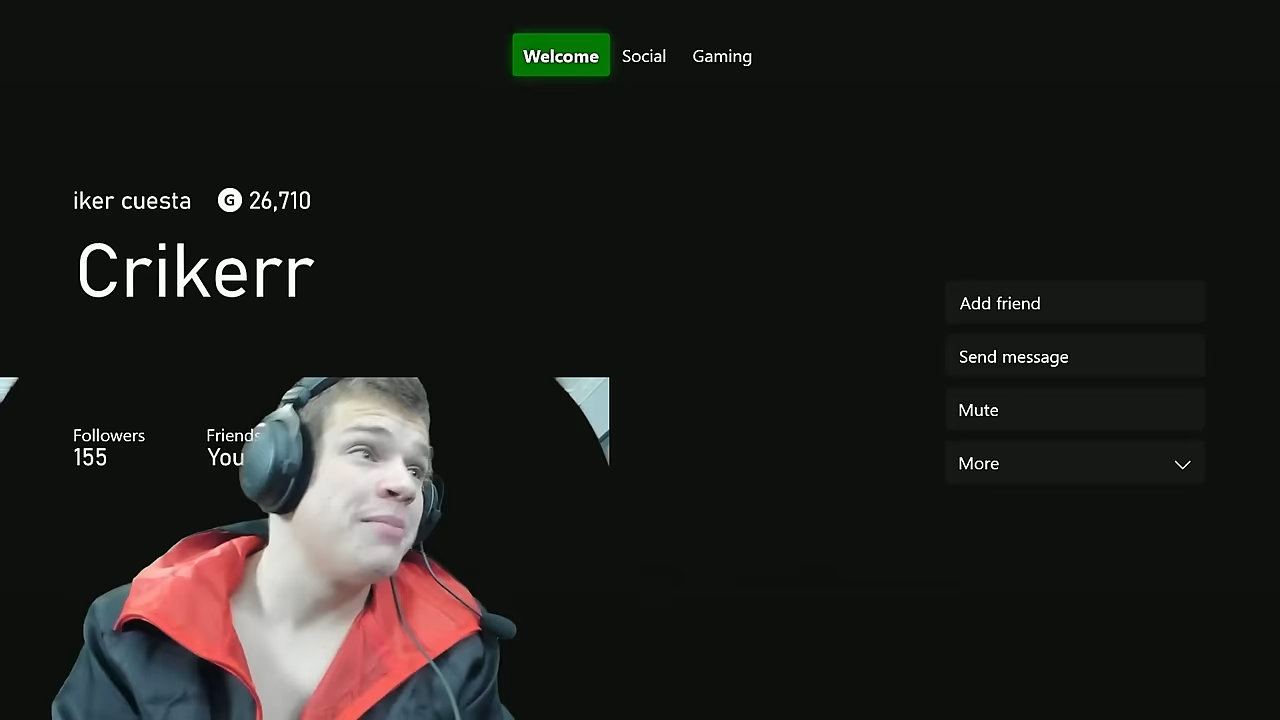 Welcome Social Gaming
iker cuesta G 26,710
Crikerr
Add friend
Send message
Mute
More
Followers Friends
155 You